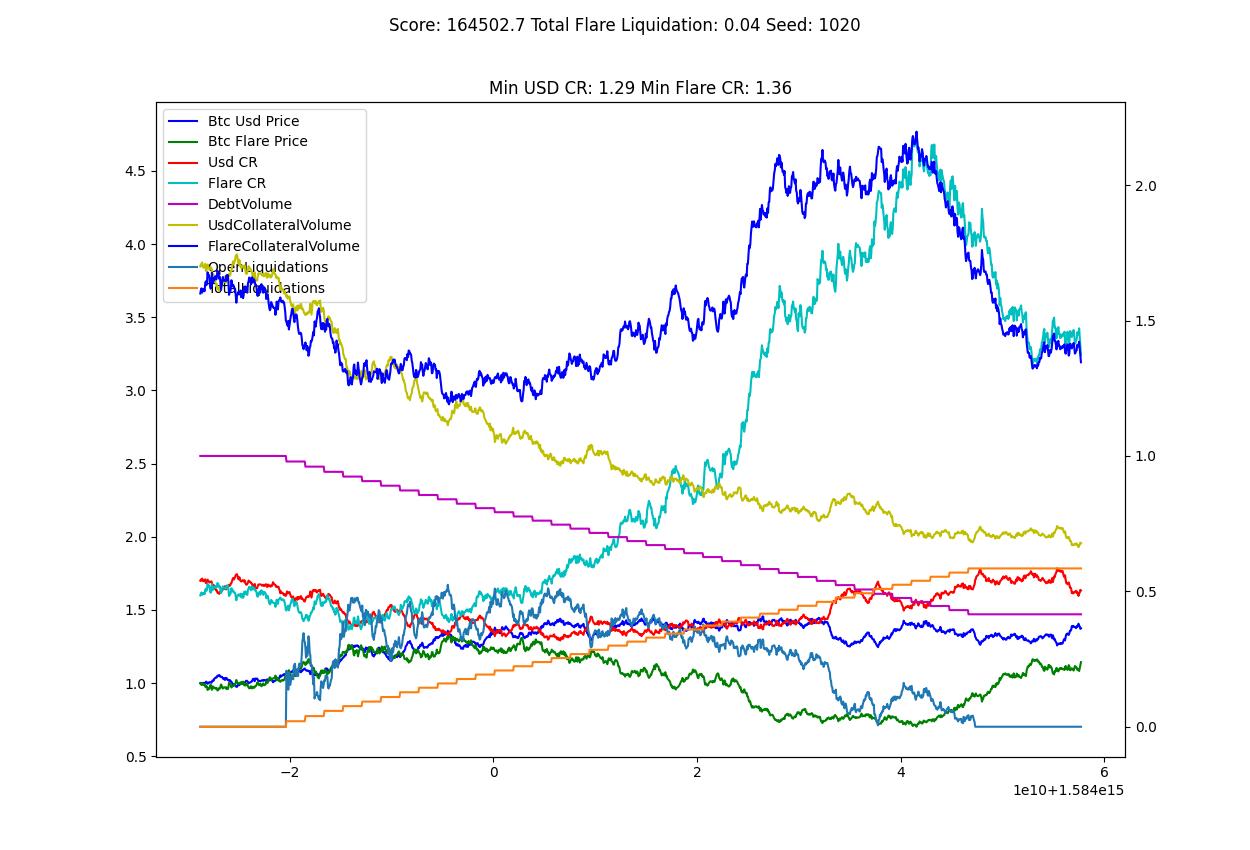 Score: 164502.7 Total Flare Liquidation: 0.04 Seed: 1020
Min USD CR: 1.29 Min Flare CR: 1.36
Btc Usd Price
Btc Flare Price
Usd CR
Flare CR
DebtVolume
UsdCollateralVolume
FlareCollateralVolume
OpenLiquidations
TotalLiquidations
4.5
4.0
3.5
3.0
2.5
2.0
1.5
1.0
0.5
2.0
1.5
1.0
0.5
0.0
−2
0
2
4
6
1e10+1.584e15